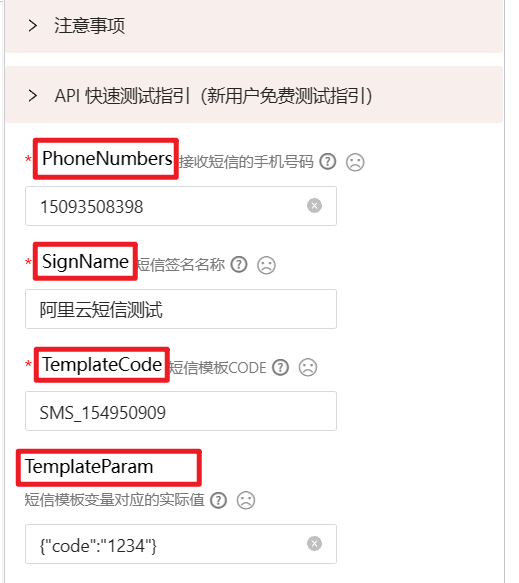 注意事项
API 快速测试指引（新用户免费测试指引）
* PhoneNumbers 接收短信的手机号码
15093508398
* SignName 短信签名名称
阿里云短信测试
* TemplateCode 短信模板CODE
SMS_154950909
TemplateParam
短信模板变量对应的实际值
{"code":"1234"}